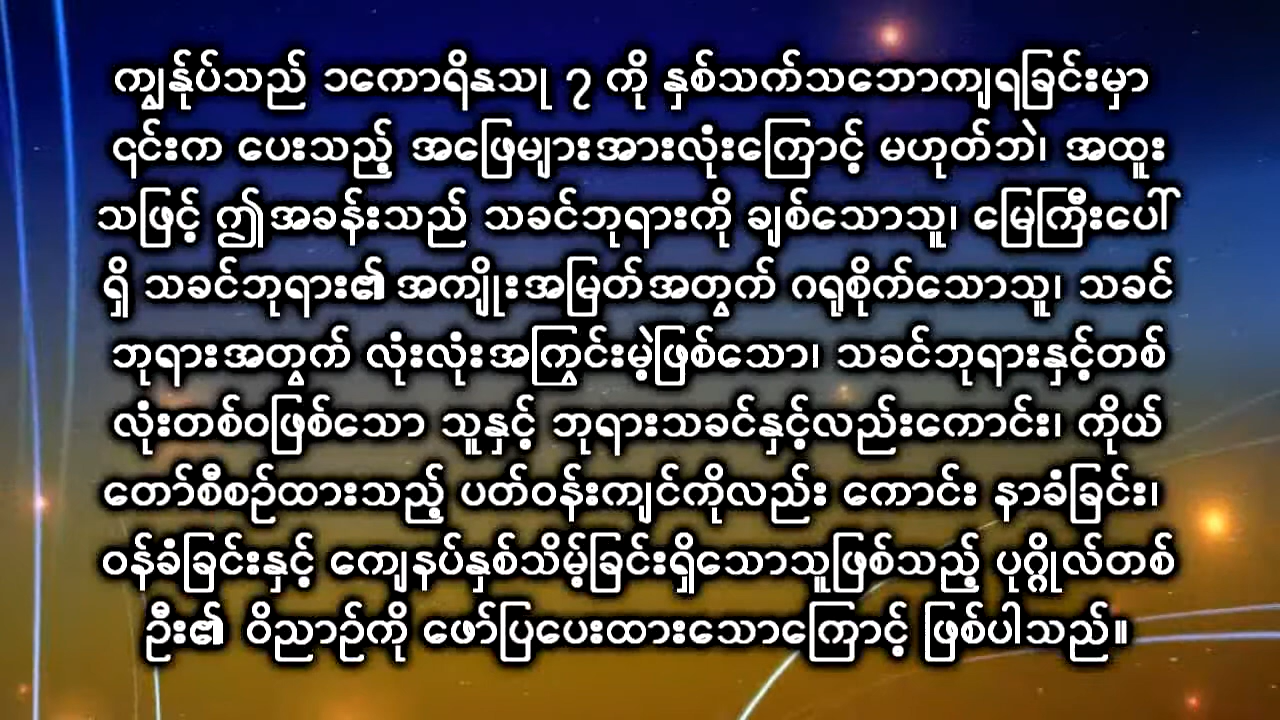 ကျွန်ုပ်သည် ၁ကောရိန္သု ၇ ကို နှစ်သက်သဘောကျရခြင်းမှာ
၎င်းက ပေးသည့် အဖြေများအားလုံးကြောင့် မဟုတ်ဘဲ၊ အထူး
သဖြင့် ဤအခန်းသည် သခင်ဘုရားကို ချစ်သောသူ၊ မြေကြီးပေါ်
ရှိ သခင်ဘုရား၏ အကျိုးအမြတ်အတွက် ဂရုစိုက်သောသူ၊ သခင်
ဘုရားအတွက် လုံးလုံးအကြွင်းမဲ့ဖြစ်သော၊ သခင်ဘုရားနှင့်တစ်
လုံးတစ်ဝဖြစ်သော သူနှင့် ဘုရားသခင်နှင့်လည်းကောင်း၊ ကိုယ်
တော်စီစဉ်ထားသည့် ပတ်ဝန်းကျင်ကိုလည်း ကောင်း နာခံခြင်း၊
ဝန်ခံခြင်းနှင့် ကျေနပ်နှစ်သိမ့်ခြင်းရှိသောသူဖြစ်သည့် ပုဂ္ဂိုလ်တစ်
ဦး၏ ဝိညာဉ်ကို ဖော်ပြပေးထားသောကြောင့် ဖြစ်ပါသည်။